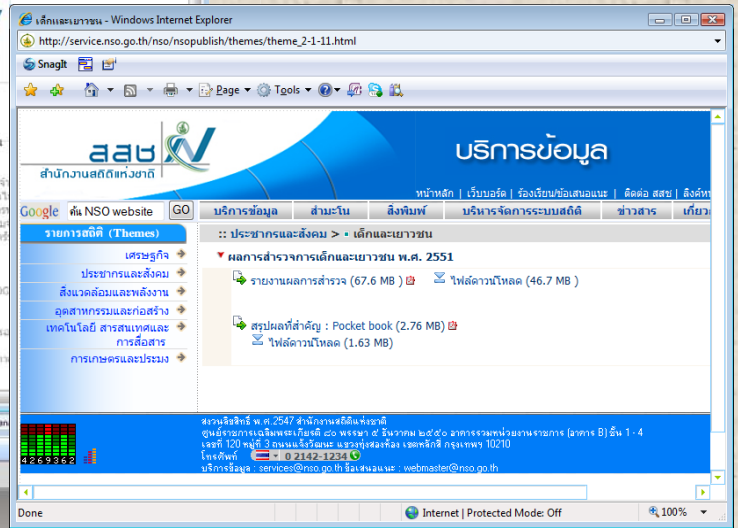 เด็กและเยาวชน - Windows Internet Explorer
http://service.nso.go.th/nso/nsopublish/themes/theme_2-1-11.html
SnagIt
Page Tools
สสช
สำนักงานสถิติแห่งชาติ
บริการข้อมูล
หน้าหลัก | เว็บบอร์ด | ร้องเรียน/ข้อเสนอแนะ | ติดต่อ สสช | ลิงค์ห
Google ค้น NSO website GO
บริการข้อมูล สำมะโน สิ่งพิมพ์ บริหารจัดการระบบสถิติ ข่าวสาร เกี่ยว
รายการสถิติ (Themes)
เศรษฐกิจ
ประชากรและสังคม
สิ่งแวดล้อมและพลังงาน
อุตสาหกรรมและก่อสร้าง
เทคโนโลยี สารสนเทศและ
การสื่อสาร
การเกษตรและประมง
:: ประชากรและสังคม > เด็กและเยาวชน
ผลการสำรวจการเด็กและเยาวชน พ.ศ. 2551
รายงานผลการสำรวจ (67.6 MB ) ไฟล์ดาวน์โหลด (46.7 MB )
สรุปผลที่สำคัญ : Pocket book (2.76 MB)
ไฟล์ดาวน์โหลด (1.63 MB)
สงวนลิขสิทธิ์ พ.ศ.2547 สำนักงานสถิติแห่งชาติ
ศูนย์ราชการเฉลิมพระเกียรติ ๘๐ พรรษา ๕ ธันวาคม ๒๕๕๐ อาคารรวมหน่วยงานราชการ (อาคาร B) ชั้น 1 - 4
เลขที่ 120 หมู่ที่ 3 ถนนแจ้งวัฒนะ แขวงทุ่งสองห้อง เขตหลักสี่ กรุงเทพฯ 10210
โทรศัพท์ 0 2142-1234
บริการข้อมูล : services@nso.go.th ข้อเสนอแนะ : webmaster@nso.go.th
4269362
Done Internet | Protected Mode: Off 100%